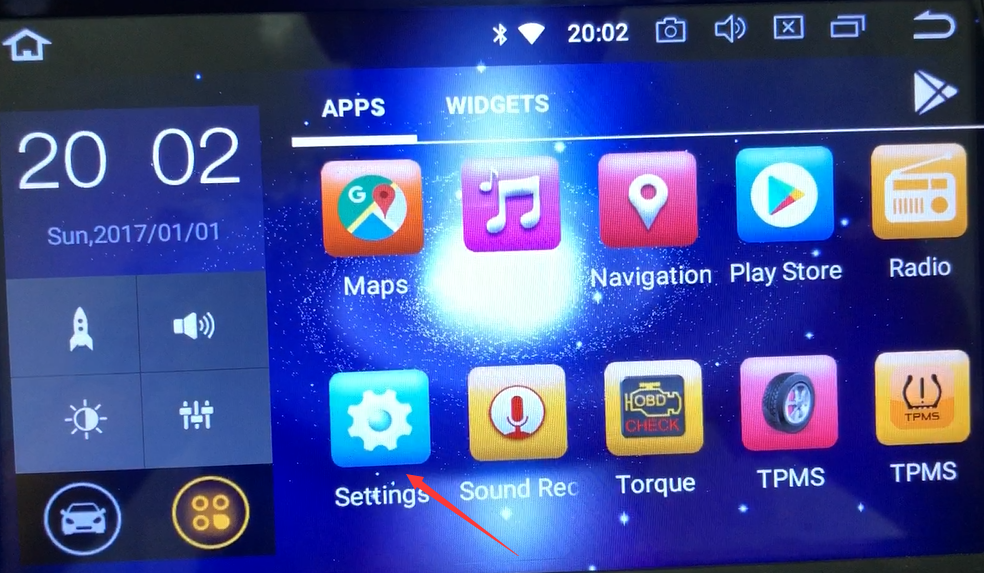 20:02
APPS WIDGETS
20 02
Sun,2017/01/01
G
Maps Navigation Play Store Radio
OBD
CHECK
TPMS
Settings Sound Rec Torque TPMS TPMS